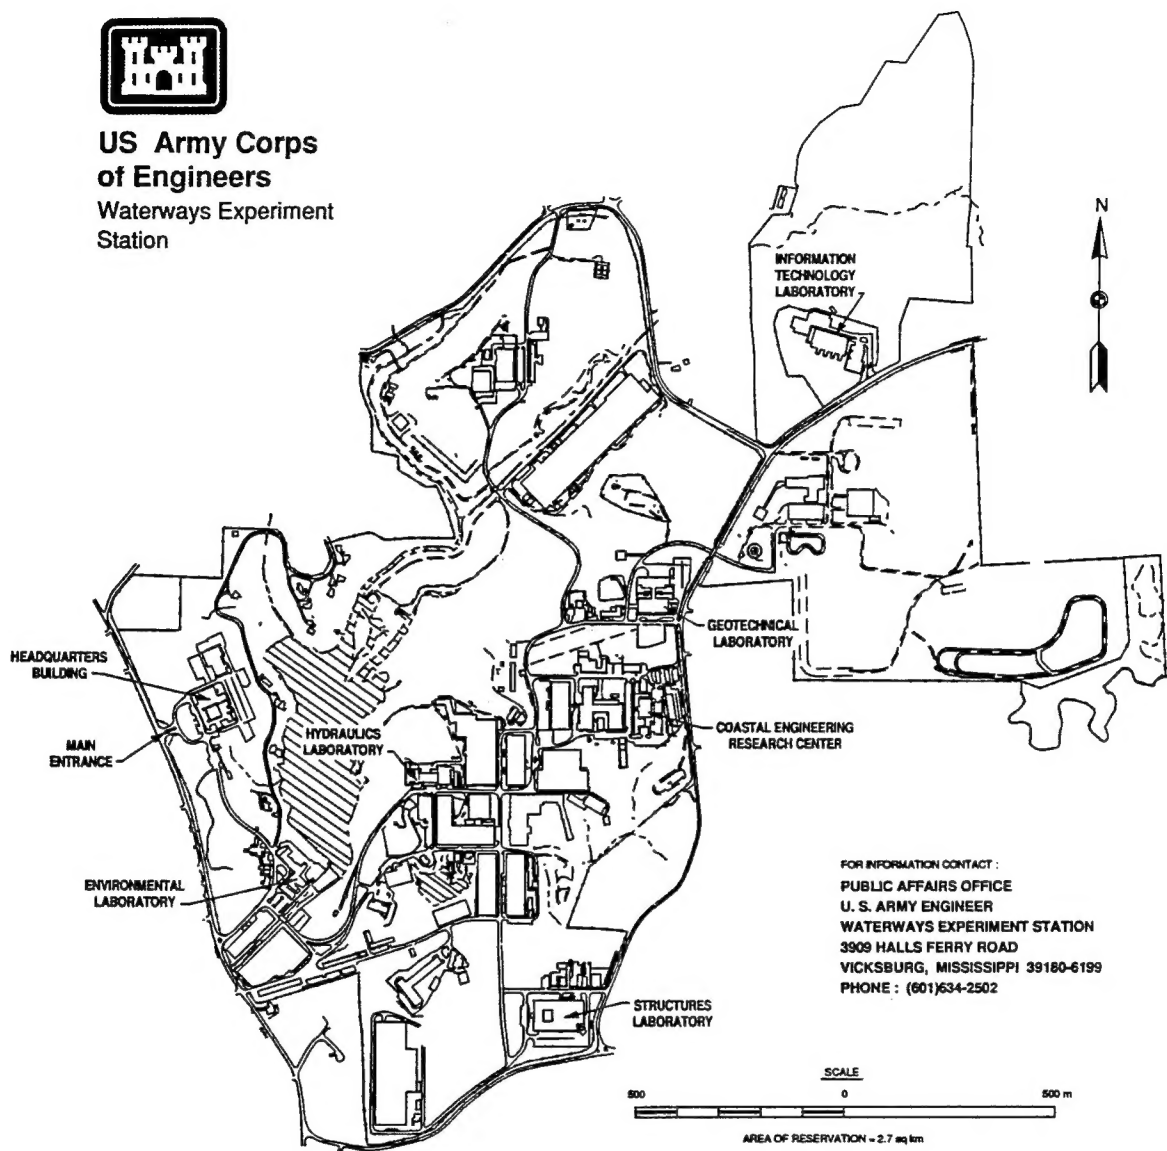 US Army Corps
of Engineers
Waterways Experiment
Station
N
INFORMATION
TECHNOLOGY
LABORATORY
GEOTECHNICAL
LABORATORY
HEADQUARTERS
BUILDING
MAIN
ENTRANCE
HYDRAULICS
LABORATORY
COASTAL ENGINEERING
RESEARCH CENTER
ENVIRONMENTAL
LABORATORY
STRUCTURES
LABORATORY
FOR INFORMATION CONTACT :
PUBLIC AFFAIRS OFFICE
U. S. ARMY ENGINEER
WATERWAYS EXPERIMENT STATION
3909 HALLS FERRY ROAD
VICKSBURG, MISSISSIPPI 39180-6199
PHONE : (601)634-2502
SCALE
500 0 500 m
AREA OF RESERVATION = 2.7 sq km